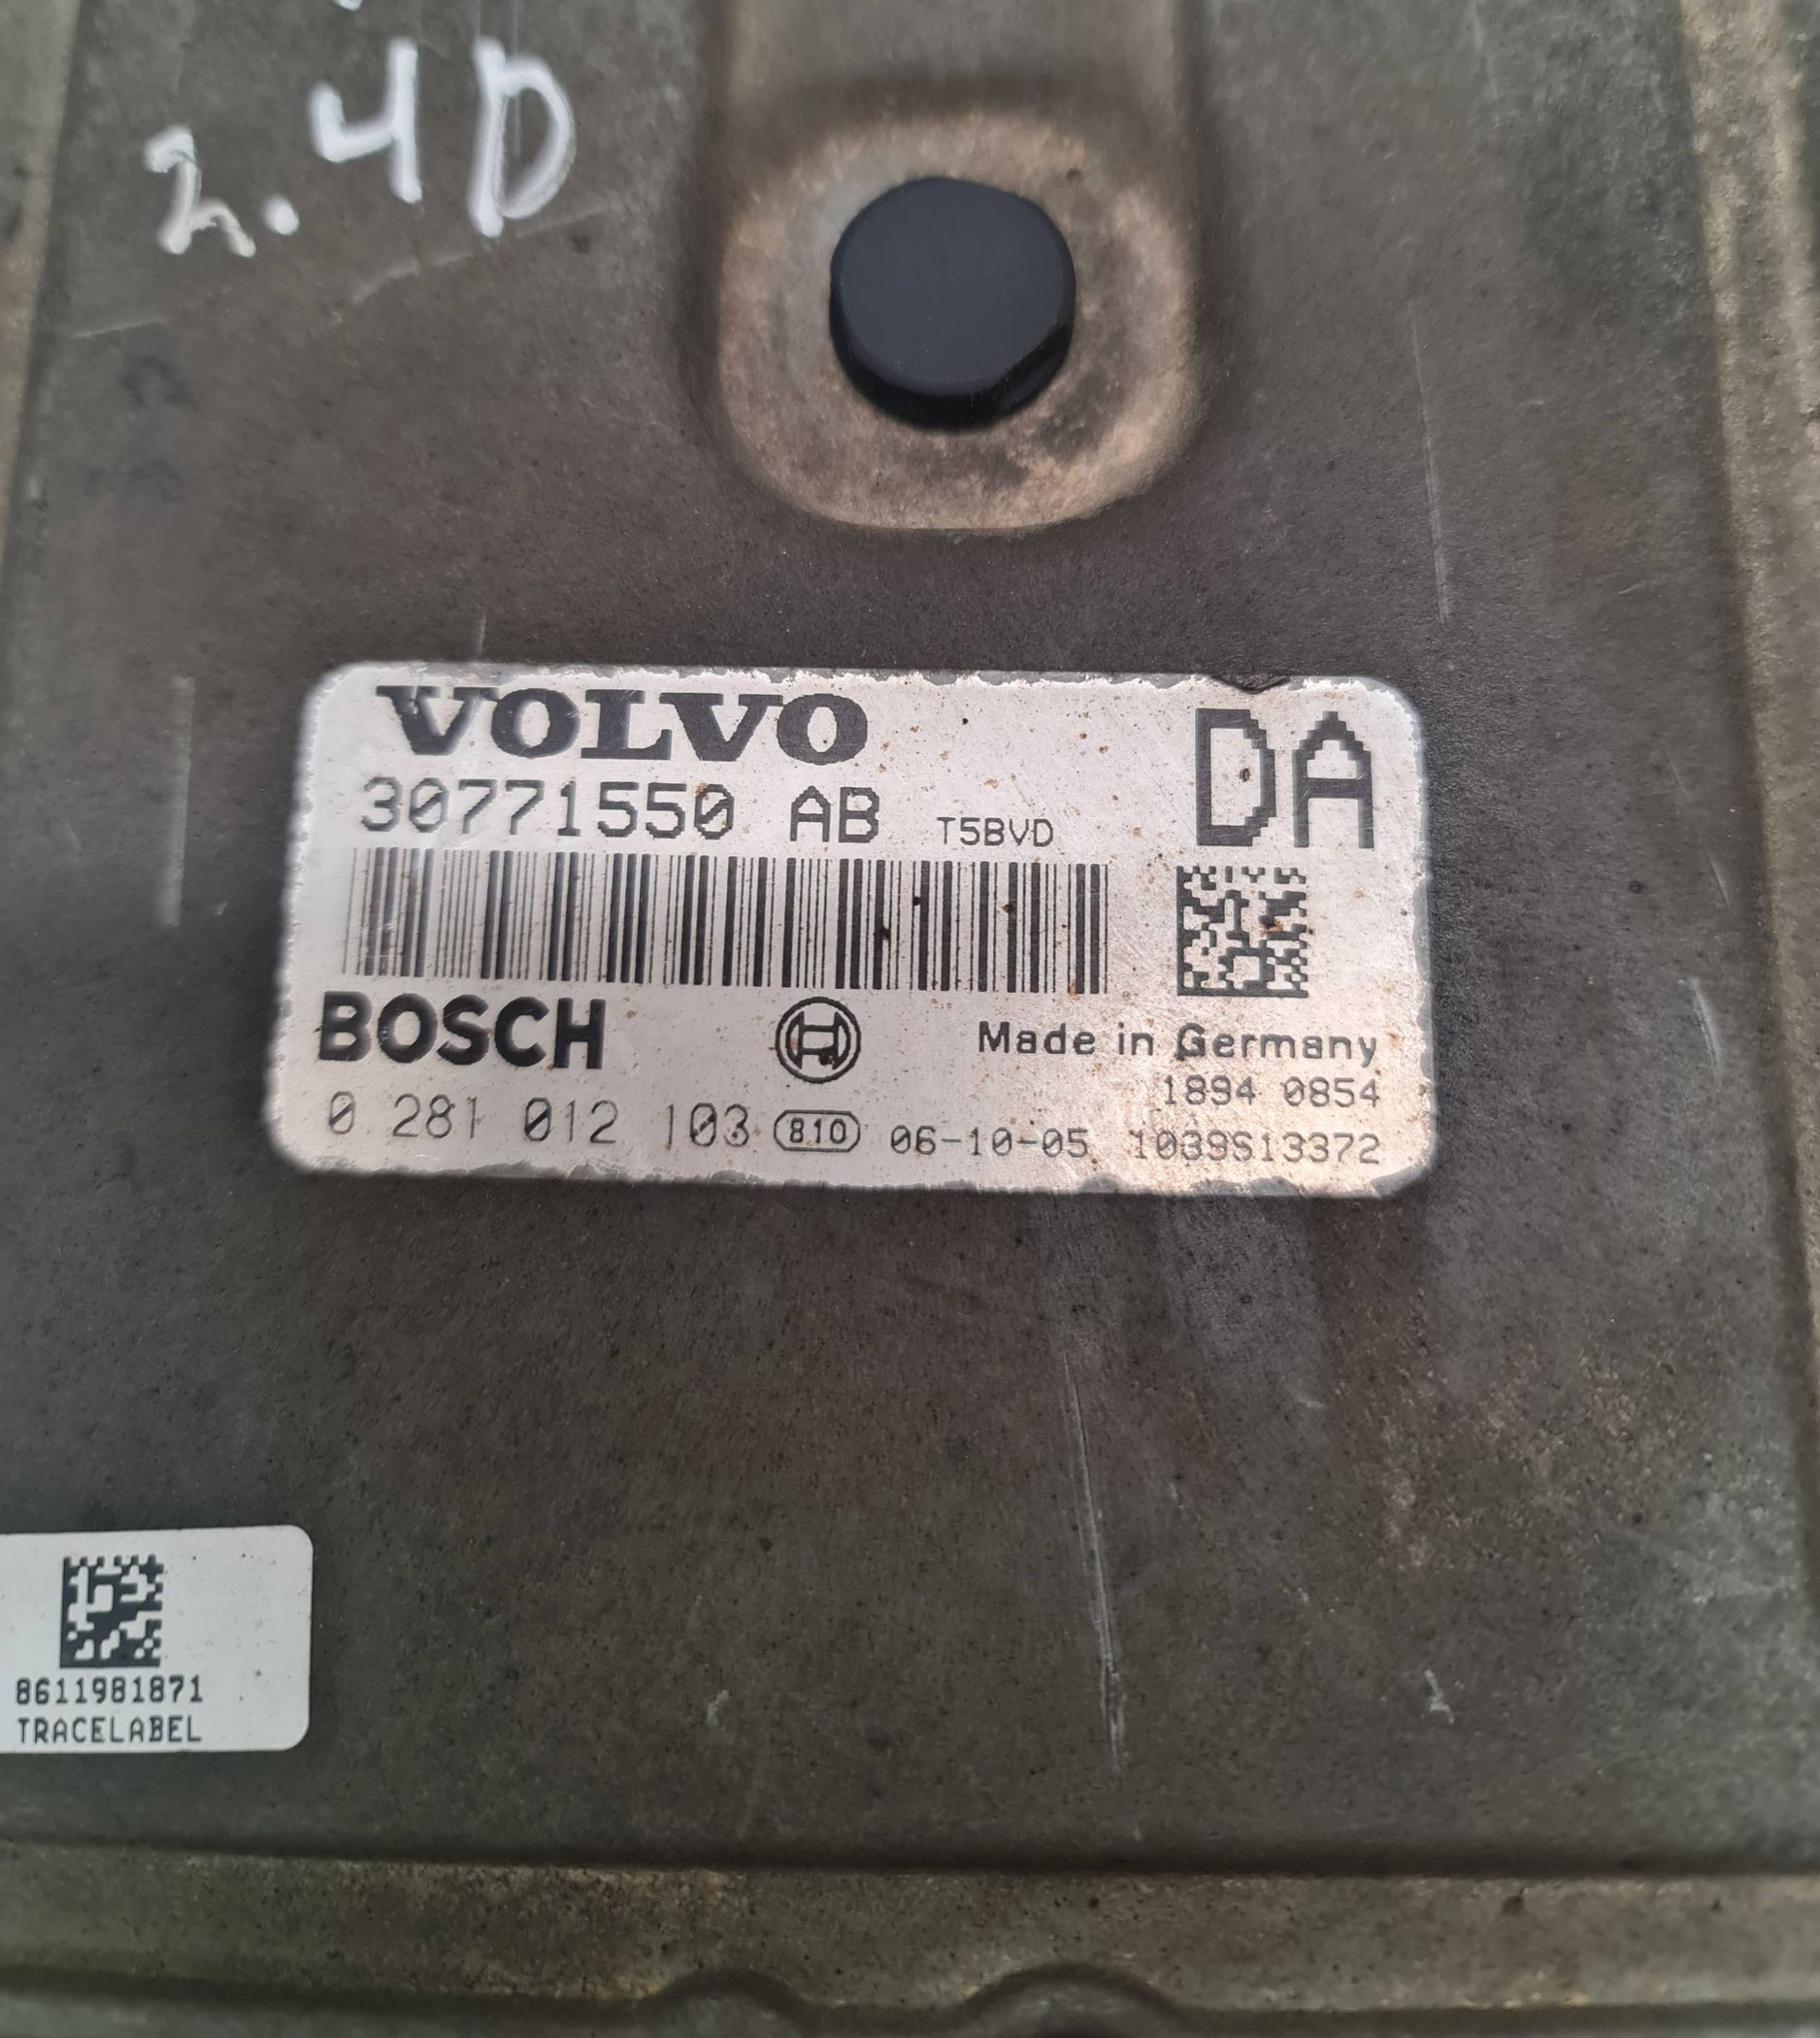 2.4D
VOLVO
DA
30771550 AB T5BVD
BOSCH Made in Germany
1894 0854
0 281 012 103 810 06-10-05 1039S13372
8611981871
TRACELABEL